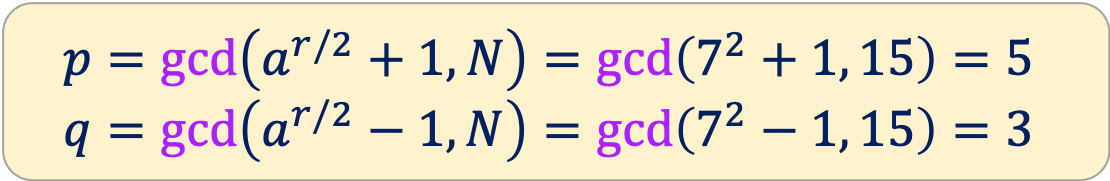 p = gcd(a^{r/2} + 1, N) = gcd(7^2 + 1, 15) = 5
q = gcd(a^{r/2} − 1, N) = gcd(7^2 − 1, 15) = 3